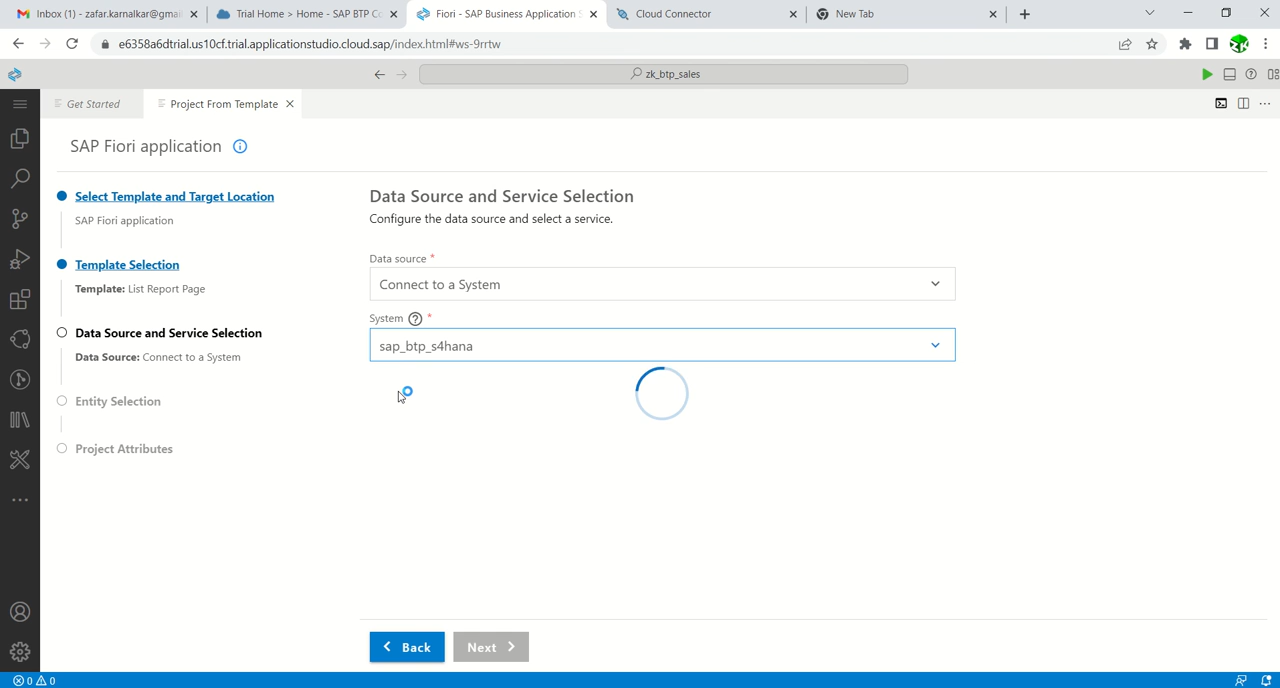 Inbox (1) - zafar.karnalkar@gmai
Trial Home > Home - SAP BTP Co
Fiori - SAP Business Application S
Cloud Connector
New Tab
e6358a6dtrial.us10cf.trial.applicationstudio.cloud.sap/index.html#ws-9rrtw
zk_btp_sales
Get Started
Project From Template
SAP Fiori application
Select Template and Target Location
SAP Fiori application
Template Selection
Template: List Report Page
Data Source and Service Selection
Data Source: Connect to a System
Entity Selection
Project Attributes
Data Source and Service Selection
Configure the data source and select a service.
Data source *
Connect to a System
System ? *
sap_btp_s4hana
Back
Next
0 0